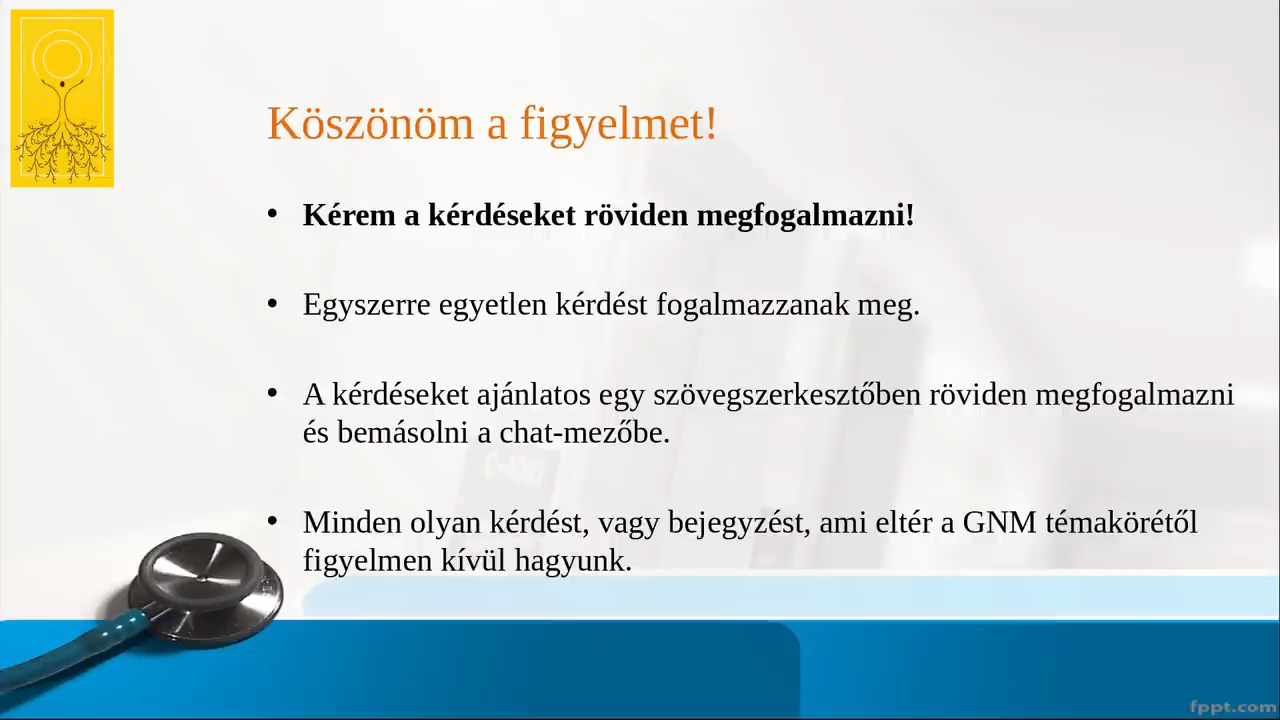 Köszönöm a figyelmet!
• Kérem a kérdéseket röviden megfogalmazni!
• Egyszerre egyetlen kérdést fogalmazzanak meg.
• A kérdéseket ajánlatos egy szövegszerkesztőben röviden megfogalmazni
és bemásolni a chat-mezőbe.
• Minden olyan kérdést, vagy bejegyzést, ami eltér a GNM témakörétől
figyelmen kívül hagyunk.
fppt.com